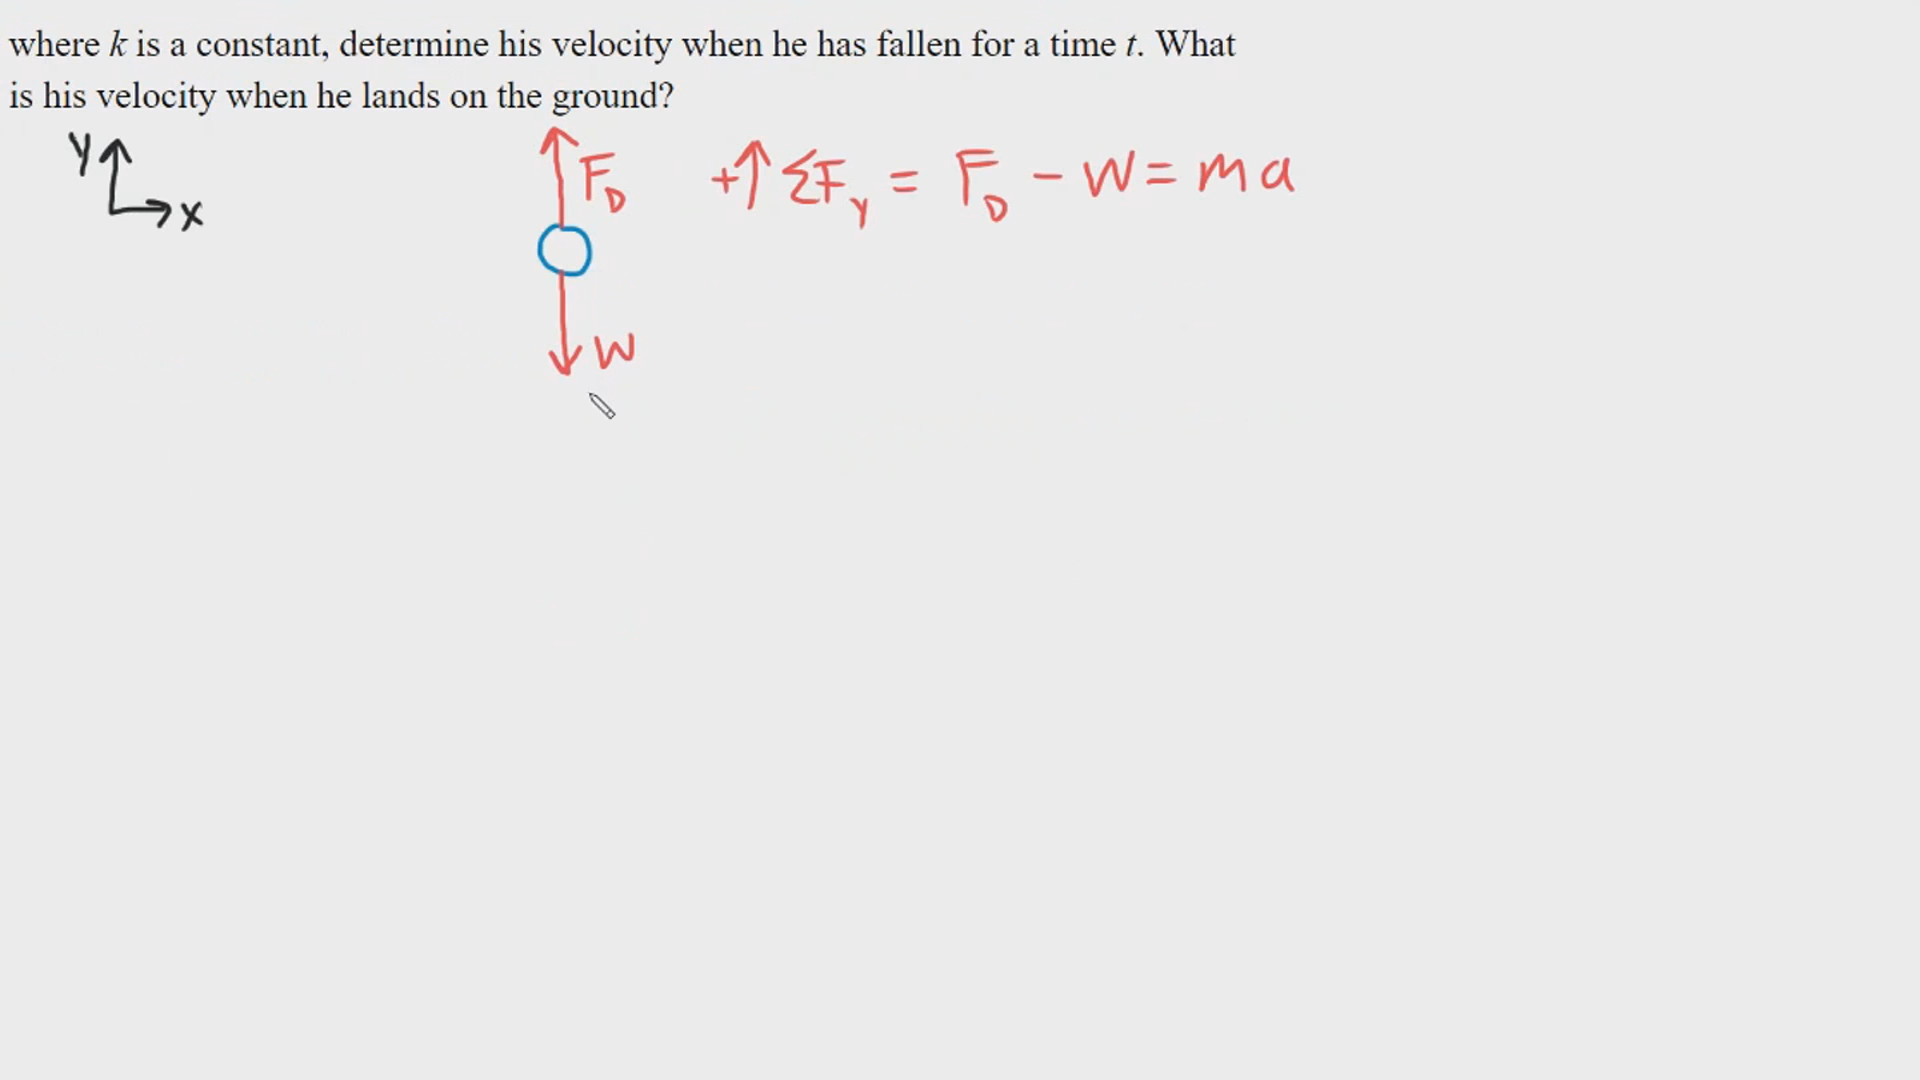 where k is a constant, determine his velocity when he has fallen for a time t. What
is his velocity when he lands on the ground?
Y
X
F_D
W
+↑ ΣF_y = F_D - W = ma